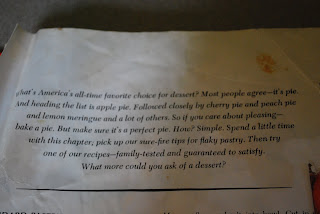 hat's America's all-time favorite choice for dessert? Most people agree—it's pie.
And heading the list is apple pie. Followed closely by cherry pie and peach pie
and lemon meringue and a lot of others. So if you care about pleasing—
bake a pie. But make sure it's a perfect pie. How? Simple. Spend a little time
with this chapter, pick up our sure-fire tips for flaky pastry. Then try
one of our recipes—family-tested and guaranteed to satisfy.
What more could you ask of a dessert?